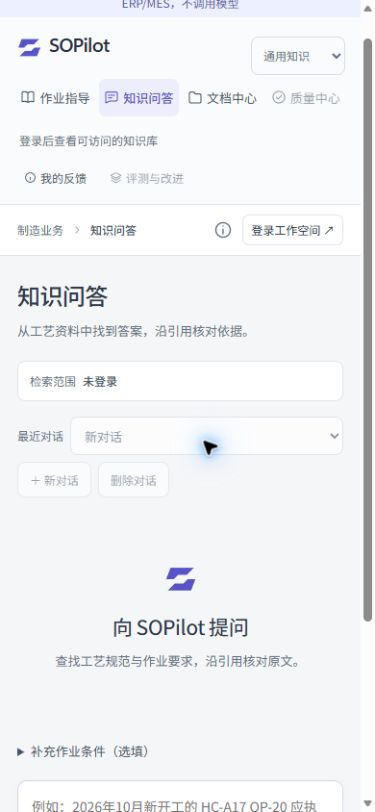 ERP/MES，不调用模型
SOPilot
通用知识
作业指导 知识问答 文档中心 质量中心
登录后查看可访问的知识库
我的反馈 评测与改进
制造业务 > 知识问答
登录工作空间 ↗
知识问答
从工艺资料中找到答案，沿引用核对依据。
检索范围 未登录
最近对话 新对话
＋ 新对话 删除对话
向 SOPilot 提问
查找工艺规范与作业要求，沿引用核对原文。
▶ 补充作业条件（选填）
例如：2026年10月新开工的 HC-A17 OP-20 应执